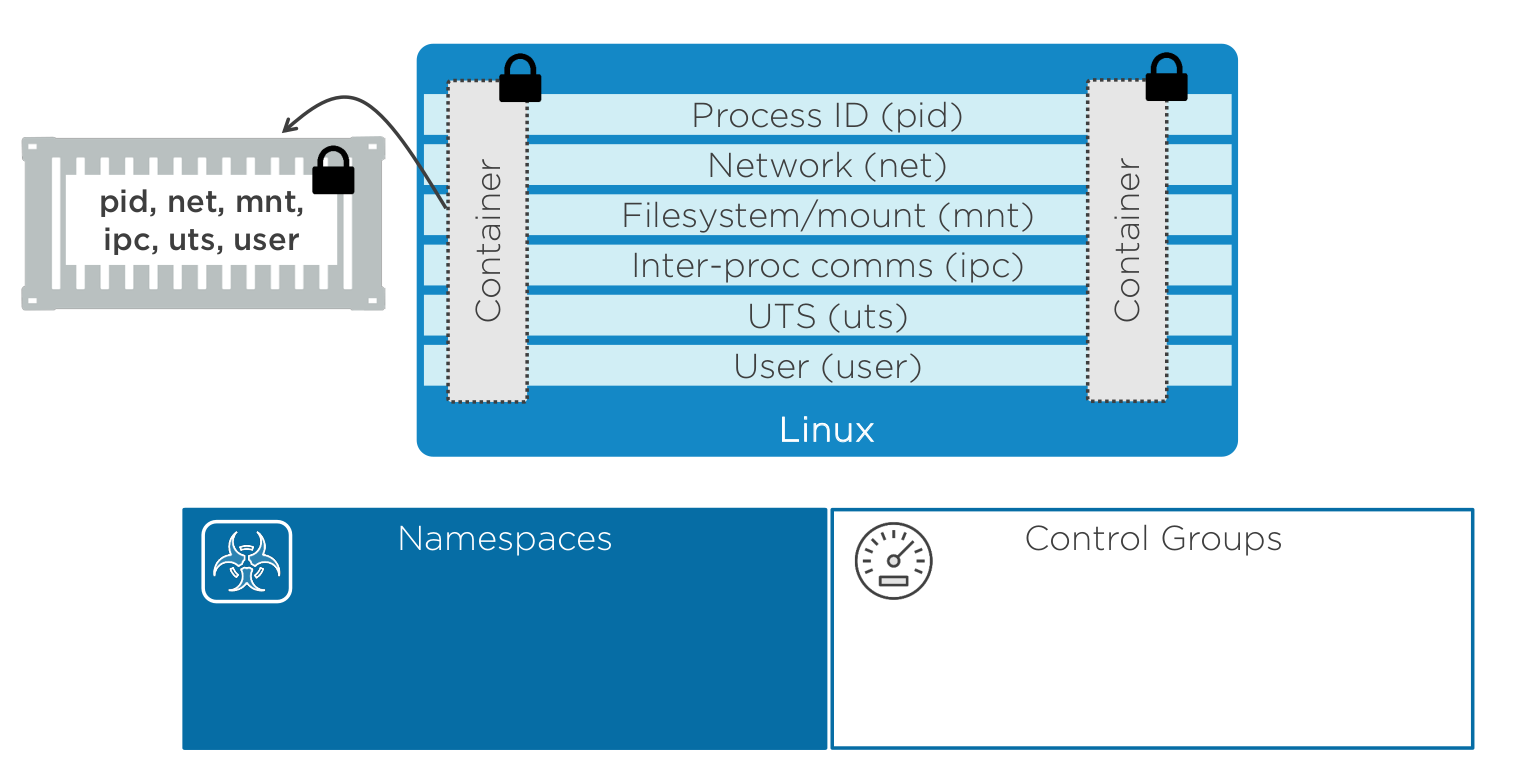 pid, net, mnt,
ipc, uts, user
Container
Process ID (pid)
Network (net)
Filesystem/mount (mnt)
Inter-proc comms (ipc)
UTS (uts)
User (user)
Container
Linux
Namespaces
Control Groups